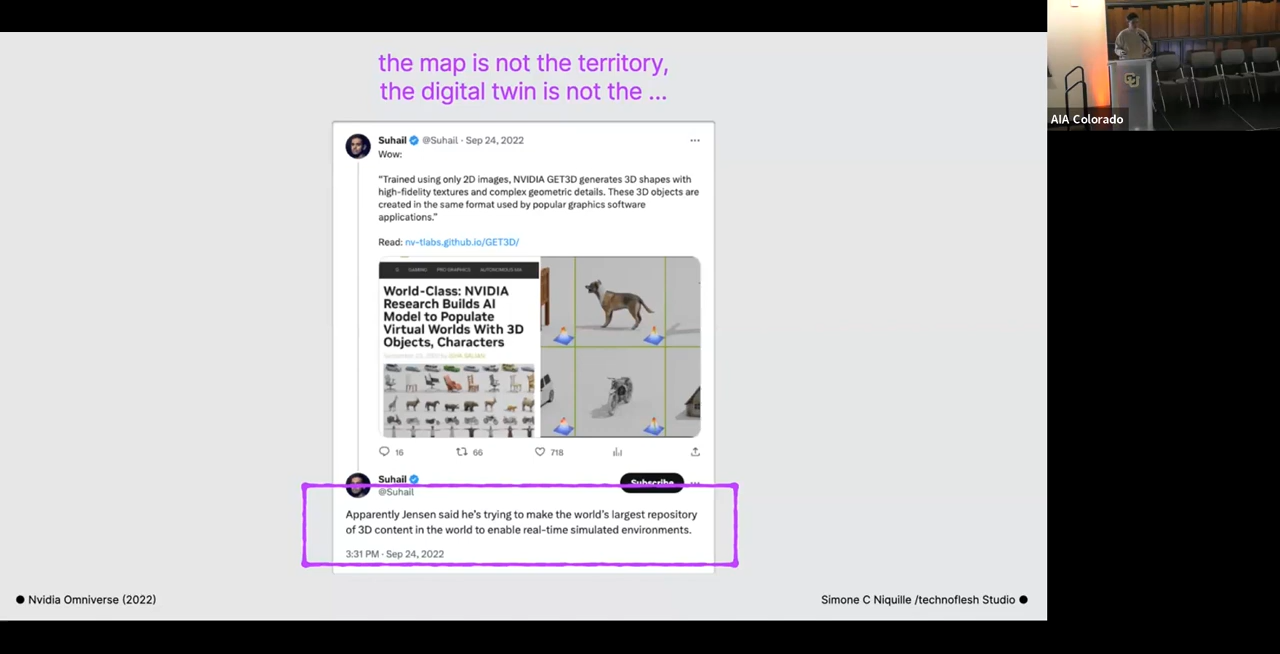 the map is not the territory,
the digital twin is not the ...
Suhail @Suhail · Sep 24, 2022
Wow:
"Trained using only 2D images, NVIDIA GET3D generates 3D shapes with
high-fidelity textures and complex geometric details. These 3D objects are
created in the same format used by popular graphics software
applications."
Read: nv-tlabs.github.io/GET3D/
GAMING PRO GRAPHICS AUTONOMOUS
World-Class: NVIDIA
Research Builds AI
Model to Populate
Virtual Worlds With 3D
Objects, Characters
16 66 718
Suhail
@Suhail
Subscribe
Apparently Jensen said he's trying to make the world's largest repository
of 3D content in the world to enable real-time simulated environments.
3:31 PM · Sep 24, 2022
● Nvidia Omniverse (2022)
Simone C Niquille /technoflesh Studio ●
AIA Colorado